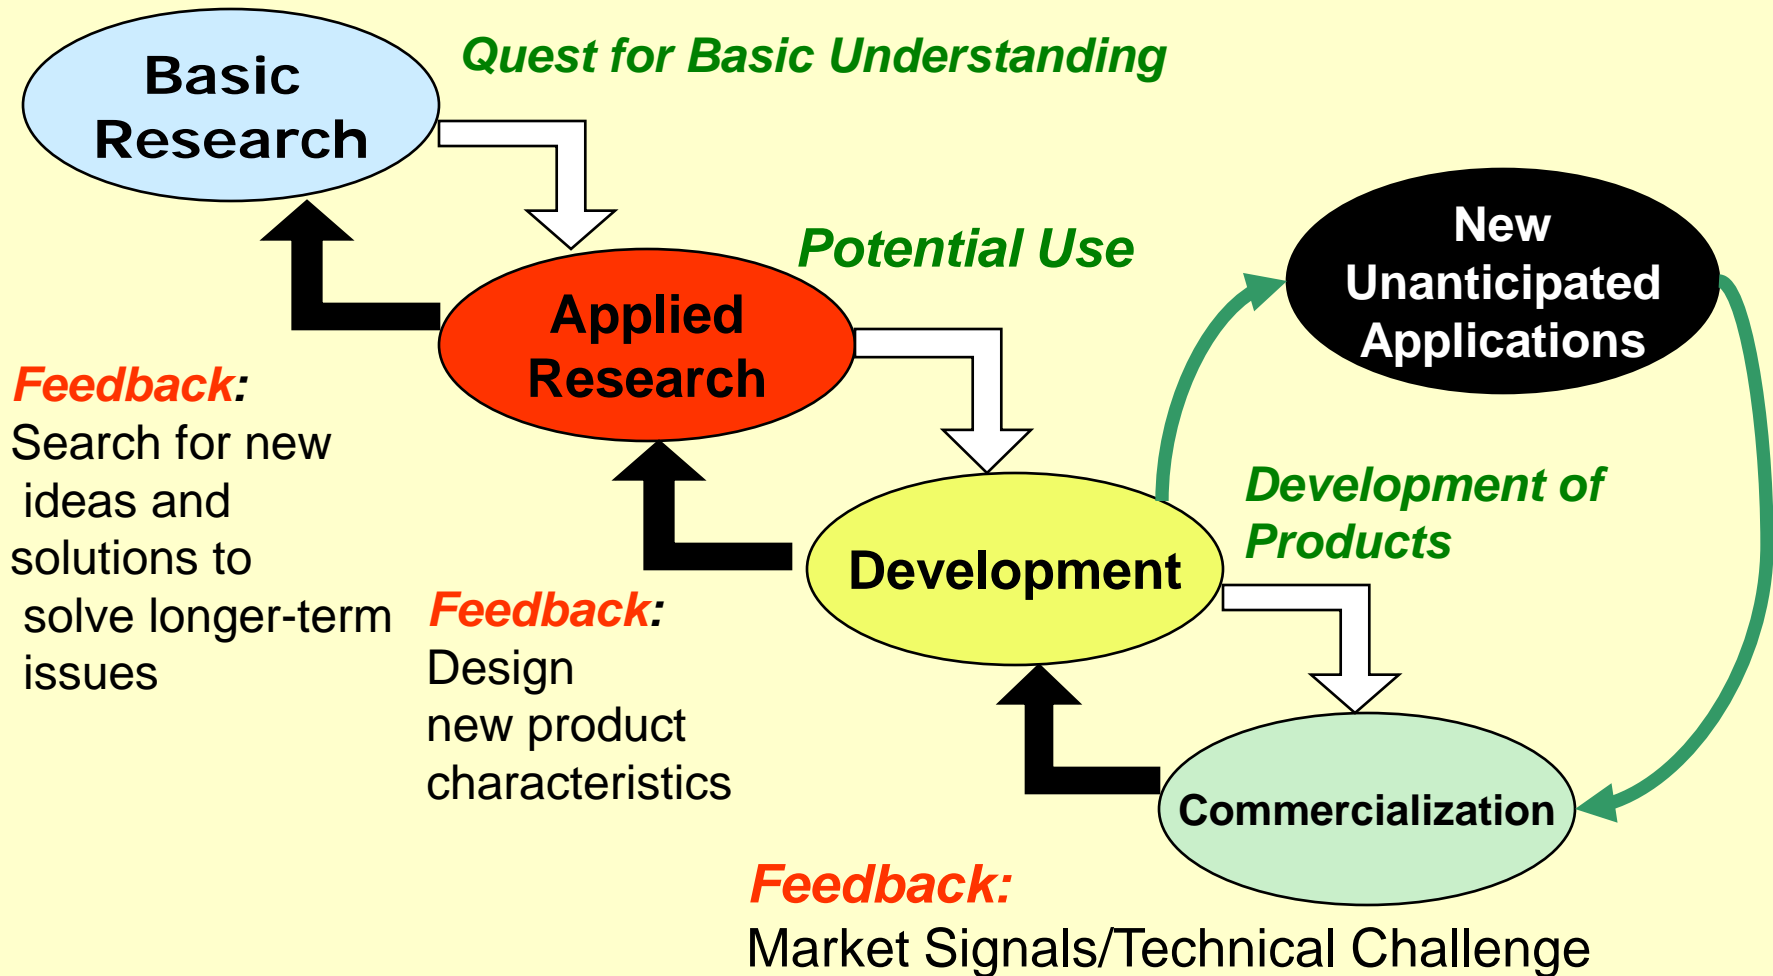 Basic
Research
Quest for Basic Understanding
Applied
Research
Potential Use
New
Unanticipated
Applications
Feedback:
Search for new
ideas and
solutions to
solve longer-term
issues
Development
Development of
Products
Feedback:
Design
new product
characteristics
Commercialization
Feedback:
Market Signals/Technical Challenge